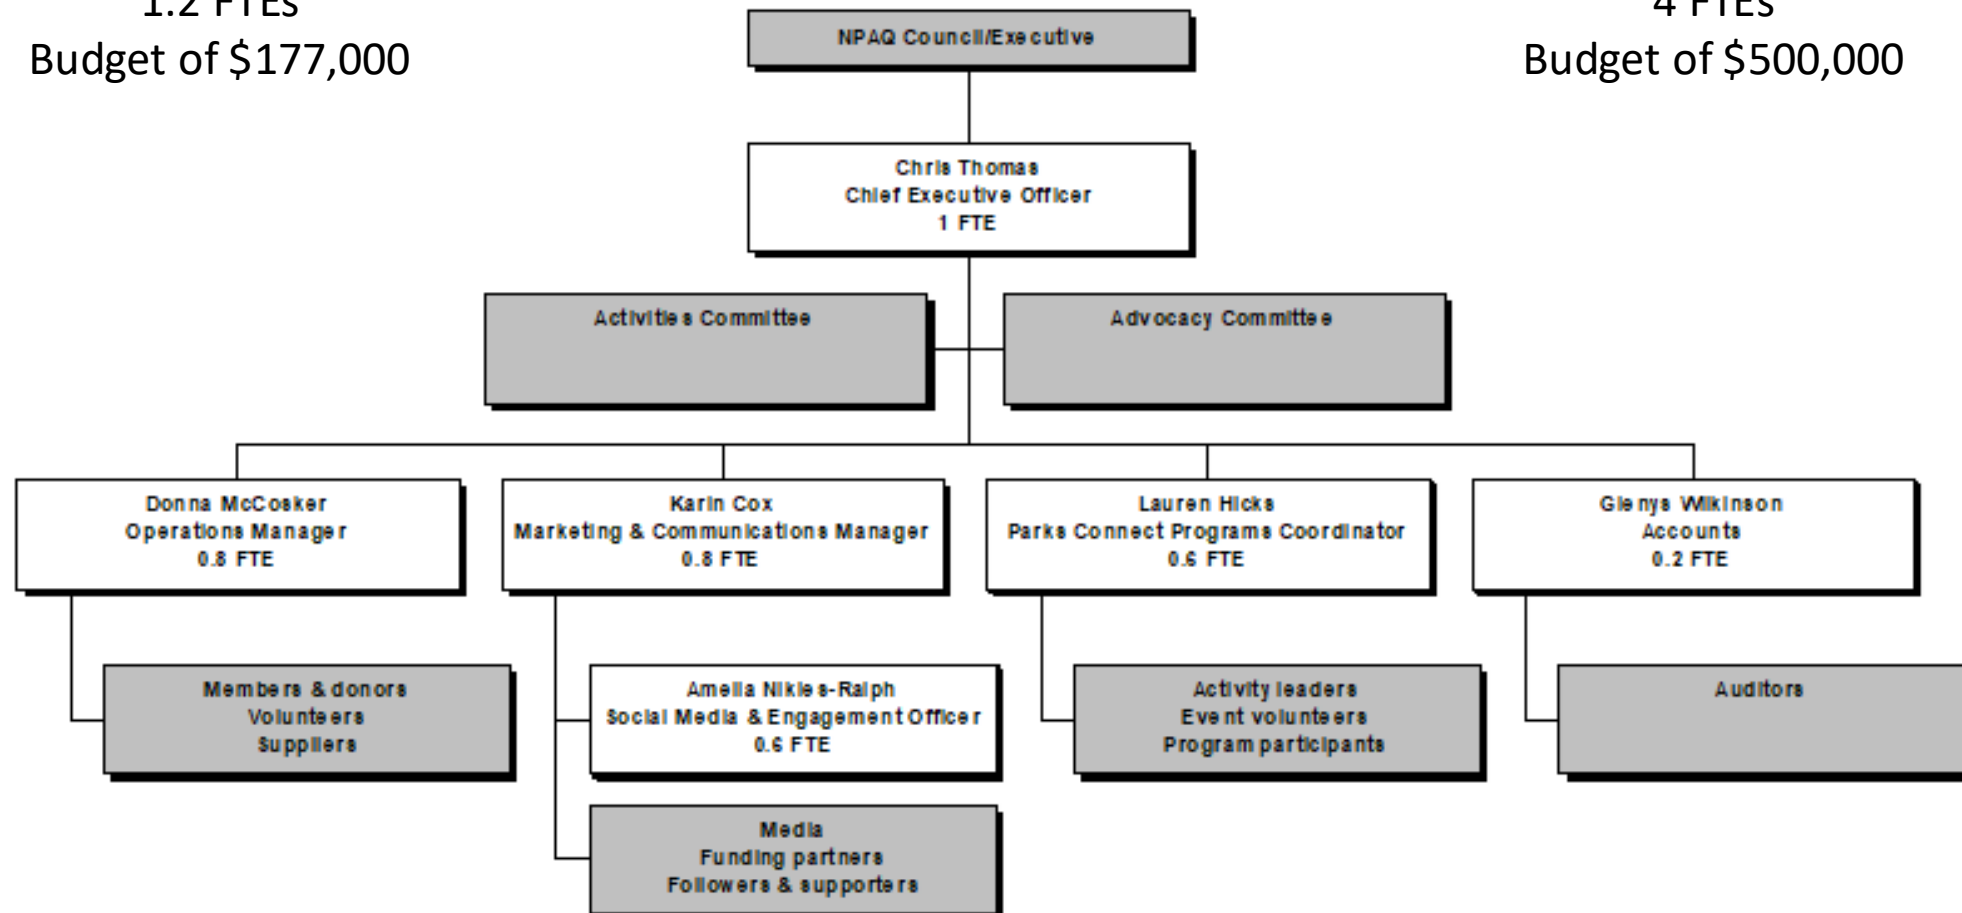 1.2 FTEs
Budget of $177,000
4 FTEs
Budget of $500,000
NPAQ Council/Executive
Chris Thomas
Chief Executive Officer
1 FTE
Activities Committee
Advocacy Committee
Donna McCosker
Operations Manager
0.8 FTE
Karin Cox
Marketing & Communications Manager
0.8 FTE
Lauren Hicks
Parks Connect Programs Coordinator
0.6 FTE
Glenys Wilkinson
Accounts
0.2 FTE
Members & donors
Volunteers
Suppliers
Amelia Nikles-Ralph
Social Media & Engagement Officer
0.6 FTE
Activity leaders
Event volunteers
Program participants
Auditors
Media
Funding partners
Followers & supporters